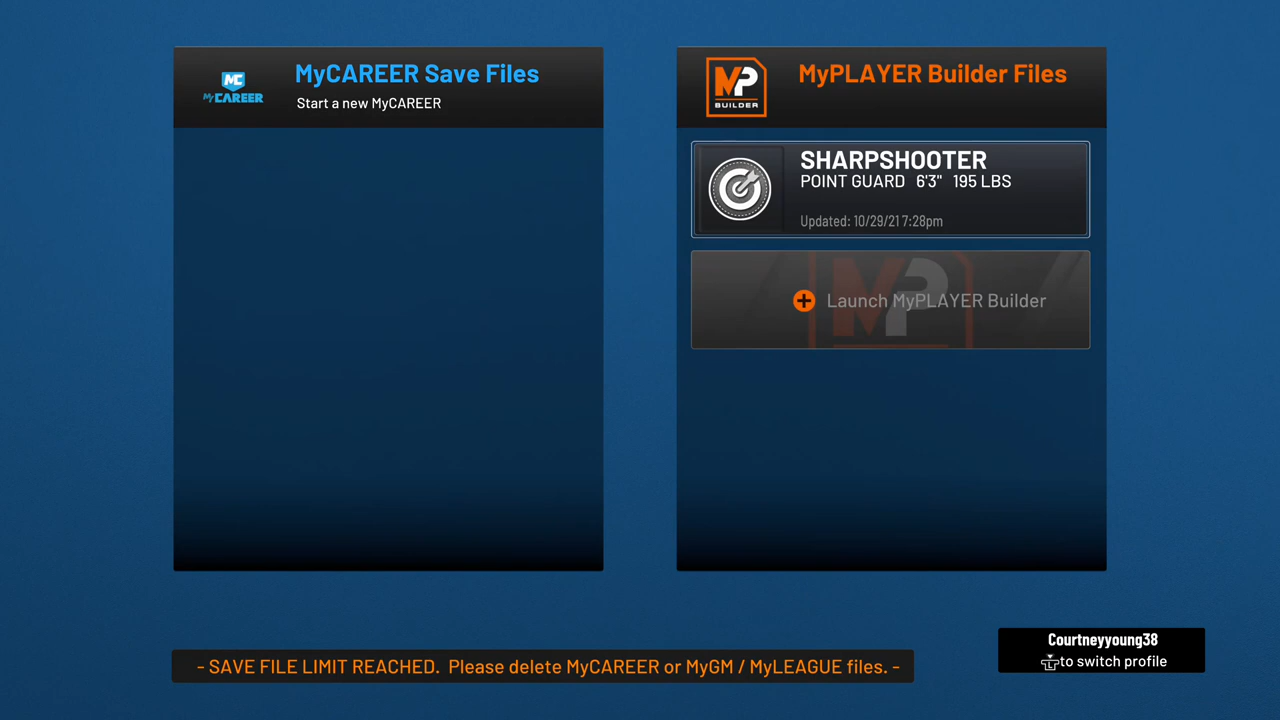 MC
MyCAREER
MyCAREER Save Files
Start a new MyCAREER
MP
BUILDER
MyPLAYER Builder Files
SHARPSHOOTER
POINT GUARD 6'3" 195 LBS
Updated: 10/29/21 7:28pm
MP
Launch MyPLAYER Builder
- SAVE FILE LIMIT REACHED. Please delete MyCAREER or MyGM / MyLEAGUE files. -
Courtneyyoung38
L to switch profile